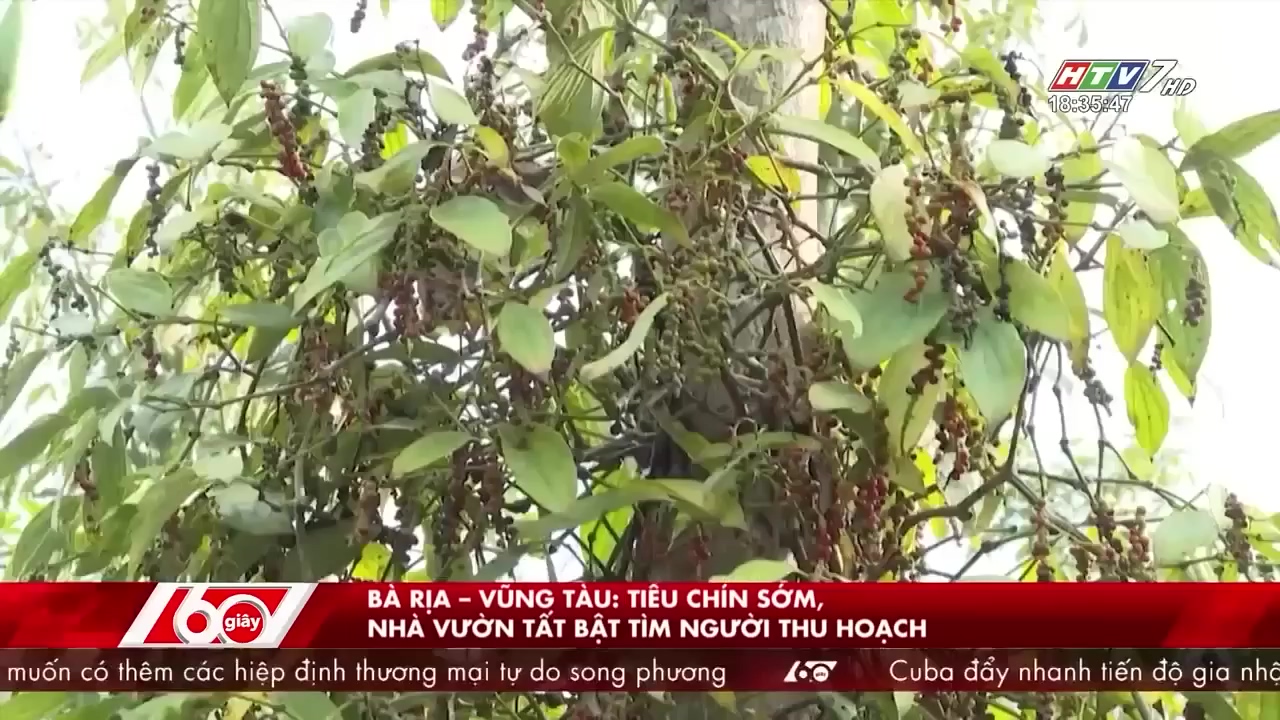 HTV7 HD
18:35:47
60 giây
BÀ RỊA – VŨNG TÀU: TIÊU CHÍN SỚM,
NHÀ VƯỜN TẤT BẬT TÌM NGƯỜI THU HOẠCH
muốn có thêm các hiệp định thương mại tự do song phương 60 Cuba đẩy nhanh tiến độ gia nhậ